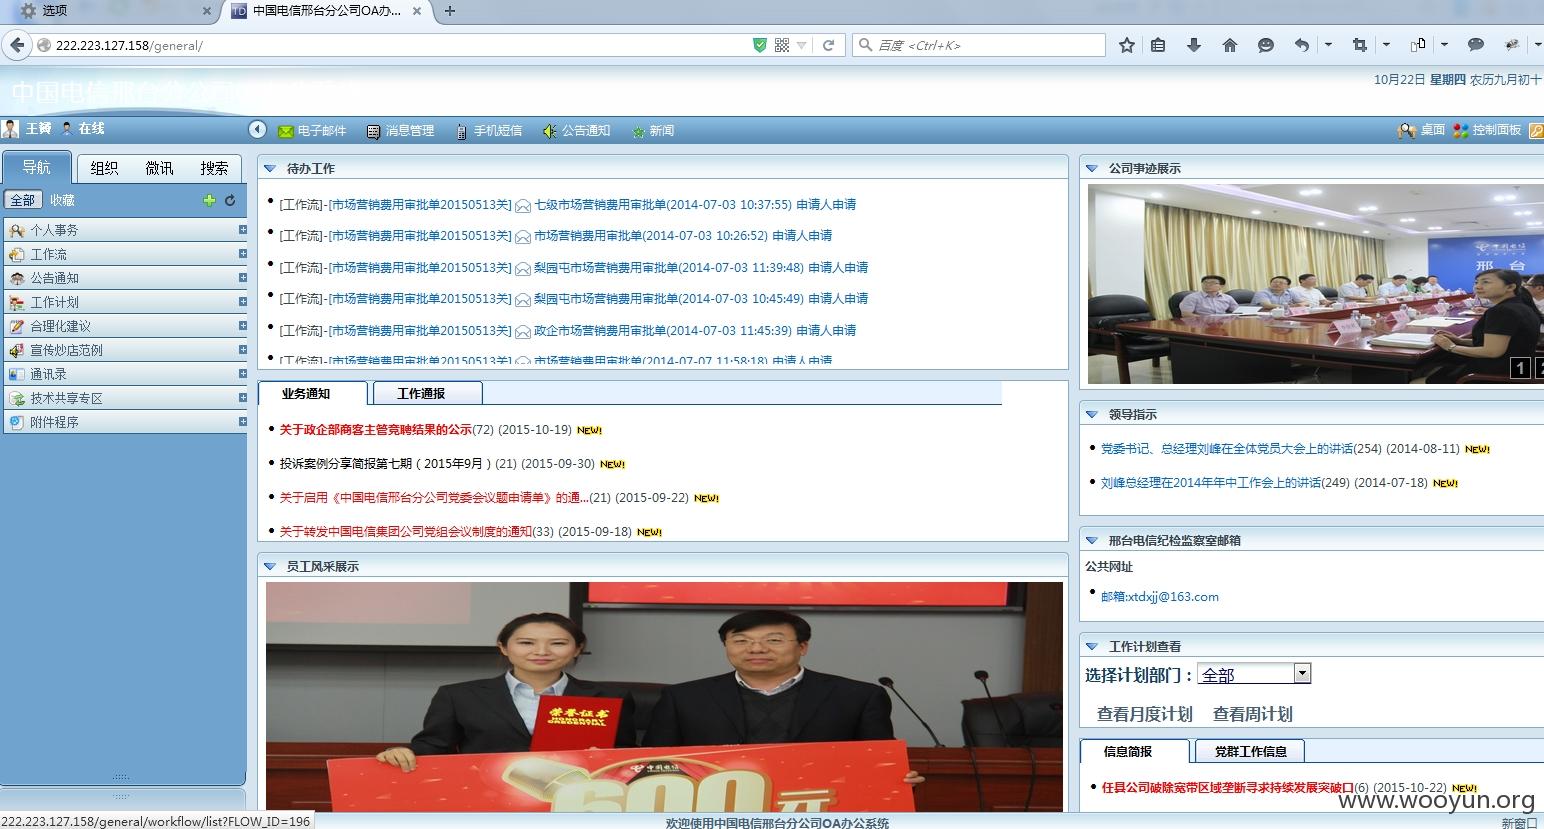 选项
中国电信邢台分公司OA办...
222.223.127.158/general/
百度 <Ctrl+K>
中国电信邢台分公司
10月22日 星期四 农历九月初十
在线
电子邮件 消息管理 手机短信 公告通知 新闻
桌面 控制面板
导航 组织 微讯 搜索
全部 收藏
个人事务
工作流
公告通知
工作计划
合理化建议
宣传炒店范例
通讯录
技术共享专区
附件程序
待办工作
[工作流]-[市场营销费用审批单20150513关] 七级市场营销费用审批单(2014-07-03 10:37:55) 申请人申请
[工作流]-[市场营销费用审批单20150513关] 市场营销费用审批单(2014-07-03 10:26:52) 申请人申请
[工作流]-[市场营销费用审批单20150513关] 梨园屯市场营销费用审批单(2014-07-03 11:39:48) 申请人申请
[工作流]-[市场营销费用审批单20150513关] 梨园屯市场营销费用审批单(2014-07-03 10:45:49) 申请人申请
[工作流]-[市场营销费用审批单20150513关] 政企市场营销费用审批单(2014-07-03 11:45:39) 申请人申请
[工作流]-[市场营销费用审批单20150513关] 市场营销费用审批单(2014-07-07 11:58:18) 申请人申请
业务通知 工作通报
关于政企部商客主管竞聘结果的公示(72) (2015-10-19) NEW!
投诉案例分享简报第七期（2015年9月）(21) (2015-09-30) NEW!
关于启用《中国电信邢台分公司党委会议题申请单》的通...(21) (2015-09-22) NEW!
关于转发中国电信集团公司党组会议制度的通知(33) (2015-09-18) NEW!
员工风采展示
荣誉证书
HONORARY
CREDENTIAL
中国电信
600元
公司事迹展示
中国电信
邢 台
1 2
领导指示
党委书记、总经理刘峰在全体党员大会上的讲话(254) (2014-08-11) NEW!
刘峰总经理在2014年年中工作会上的讲话(249) (2014-07-18) NEW!
邢台电信纪检监察室邮箱
公共网址
邮箱:xtdxjj@163.com
工作计划查看
选择计划部门： 全部
查看月度计划 查看周计划
信息简报 党群工作信息
任县公司破除宽带区域垄断寻求持续发展突破口(6) (2015-10-22) NEW!
www.wooyun.org
222.223.127.158/general/workflow/list?FLOW_ID=196
欢迎使用中国电信邢台分公司OA办公系统
新窗口